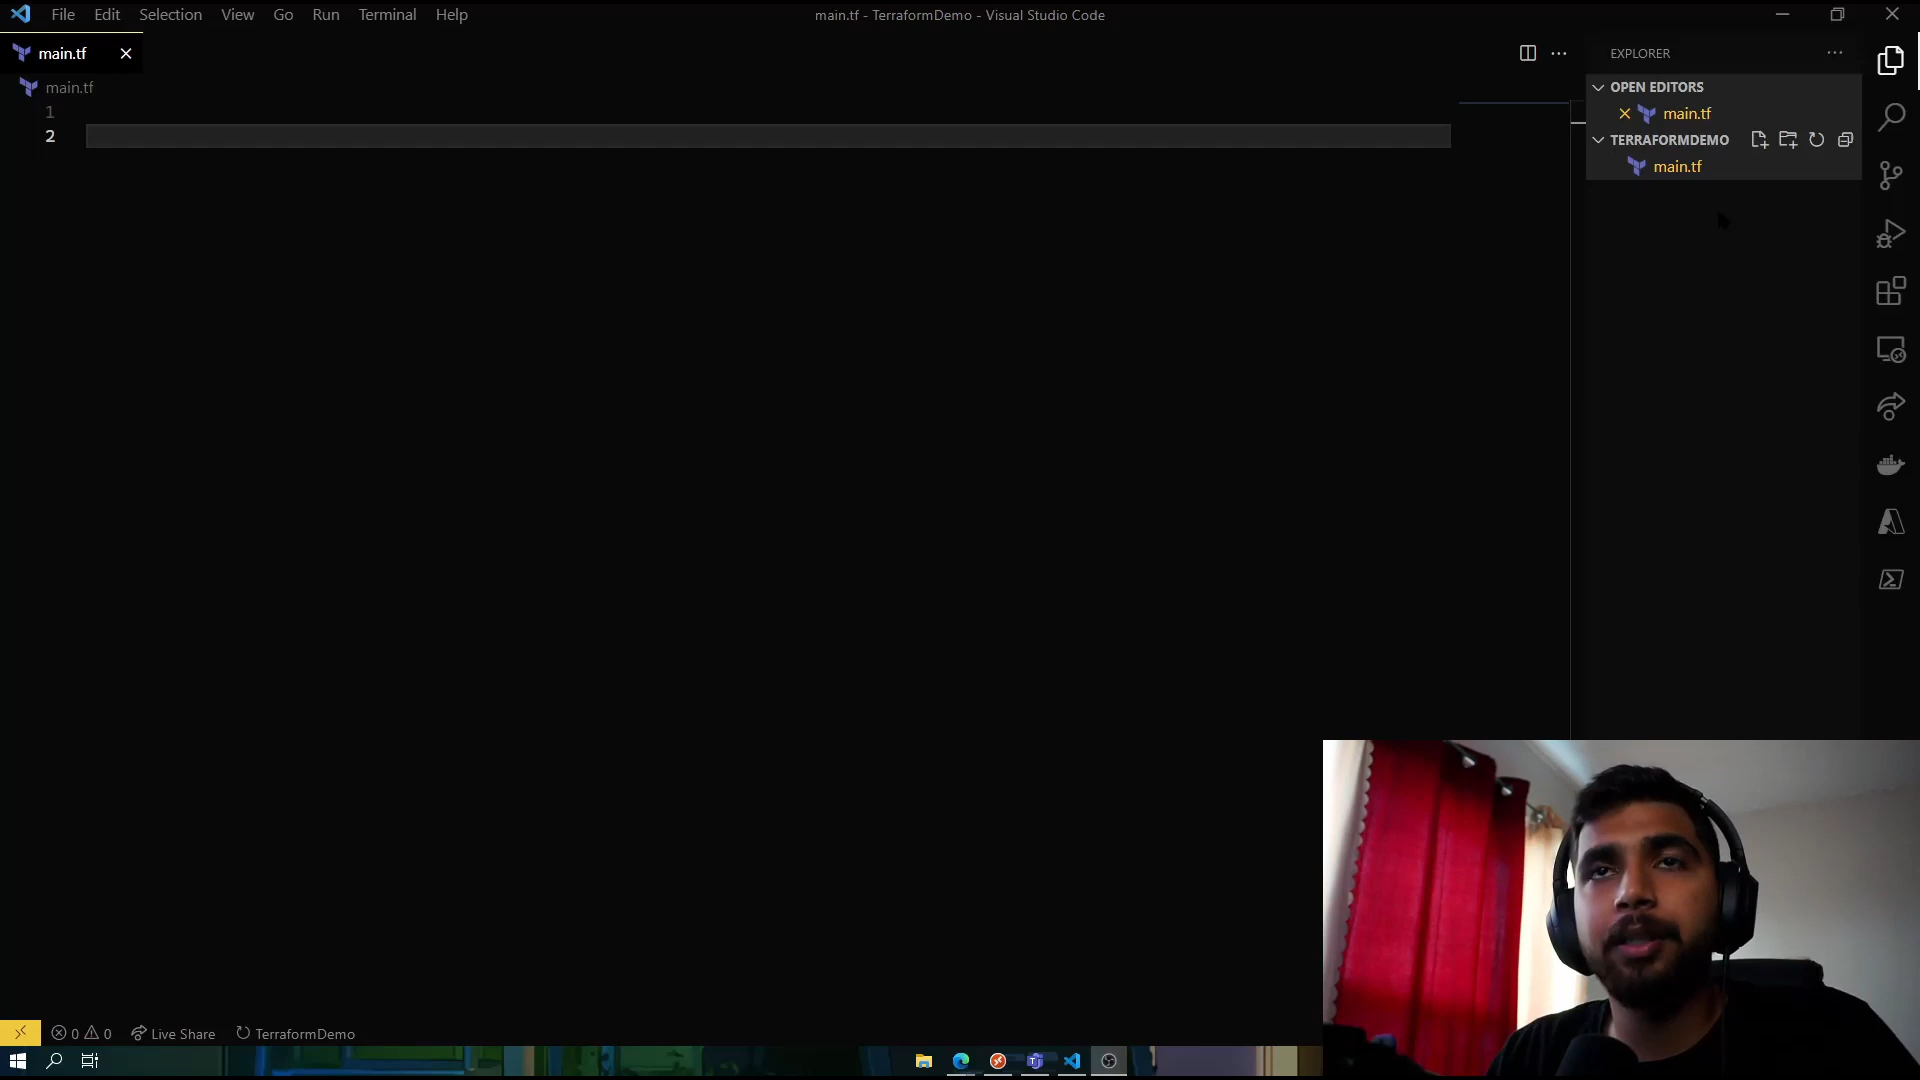 File Edit Selection View Go Run Terminal Help
main.tf - TerraformDemo - Visual Studio Code
main.tf
main.tf
1
2
EXPLORER
OPEN EDITORS
main.tf
TERRAFORMDEMO
main.tf
0 0 Live Share TerraformDemo